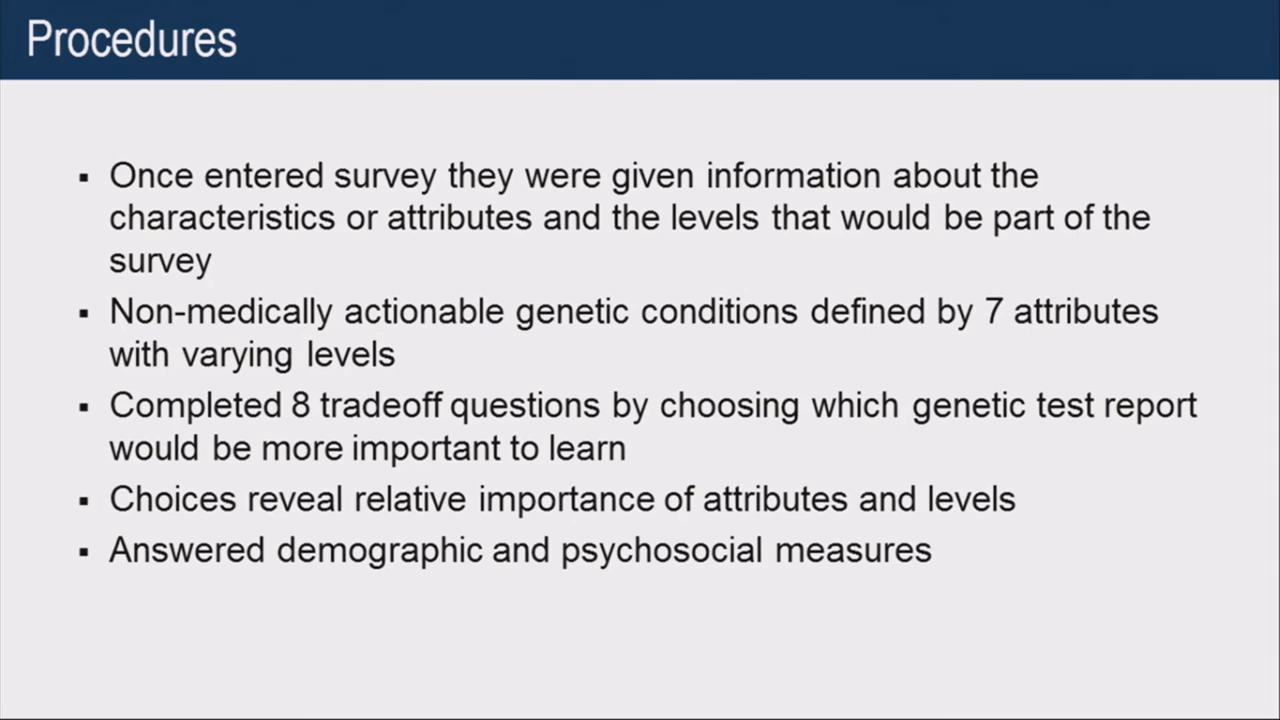 Procedures
▪ Once entered survey they were given information about the
characteristics or attributes and the levels that would be part of the
survey
▪ Non-medically actionable genetic conditions defined by 7 attributes
with varying levels
▪ Completed 8 tradeoff questions by choosing which genetic test report
would be more important to learn
▪ Choices reveal relative importance of attributes and levels
▪ Answered demographic and psychosocial measures